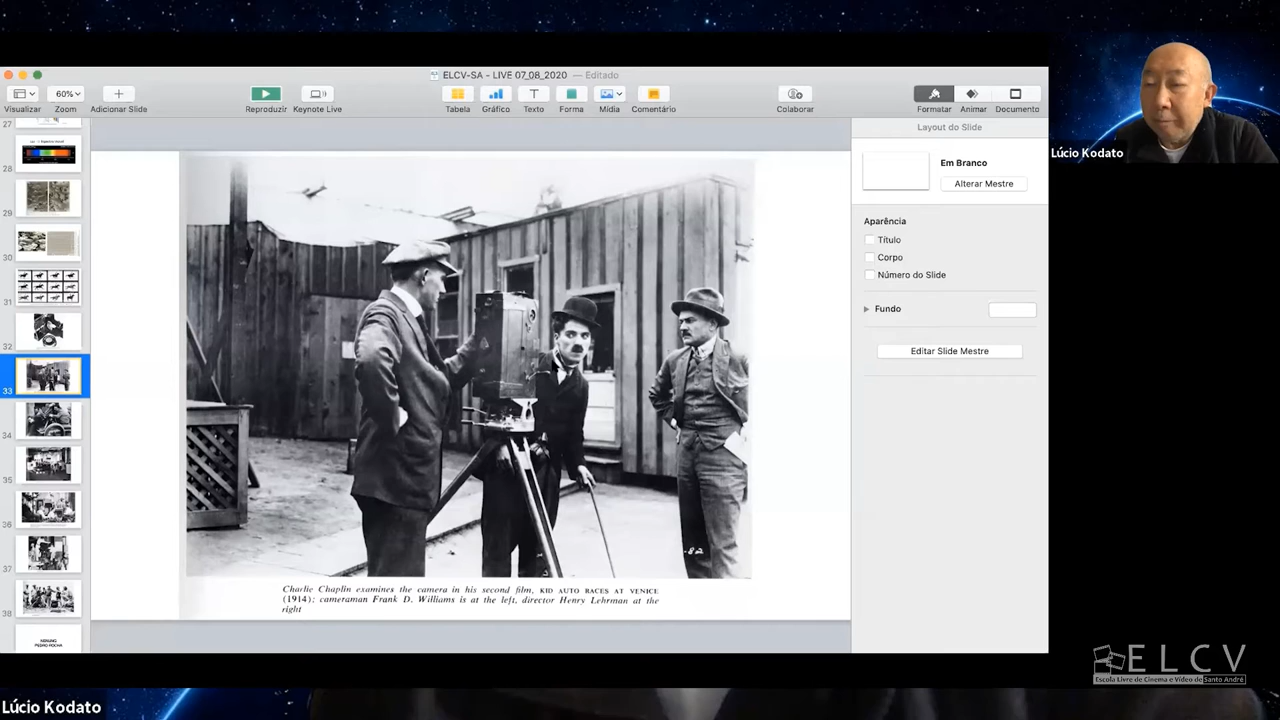 ELCV-SA - LIVE 07_08_2020 — Editado
60%
Visualizar Zoom Adicionar Slide Reproduzir Keynote Live Tabela Gráfico Texto Forma Mídia Comentário Colaborar Formatar Animar Documento
27
28
29
30
31
32
33
34
35
36
37
38
Layout do Slide
Em Branco
Alterar Mestre
Aparência
Título
Corpo
Número do Slide
Fundo
Editar Slide Mestre
-82
Charlie Chaplin examines the camera in his second film, KID AUTO RACES AT VENICE
(1914); cameraman Frank D. Williams is at the left, director Henry Lehrman at the
right
Lúcio Kodato
ELCV
Escola Livre de Cinema e Vídeo de Santo André
Lúcio Kodato